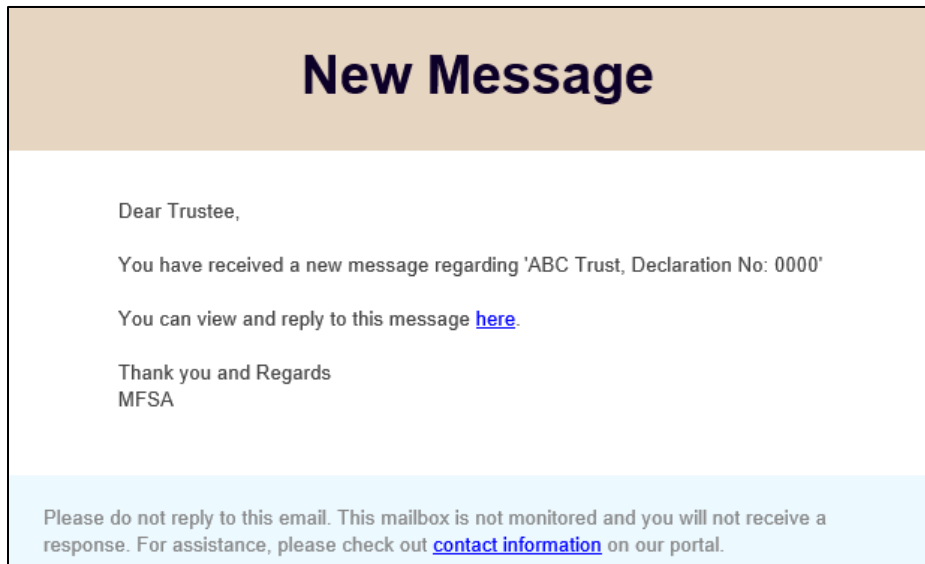 New Message
Dear Trustee,
You have received a new message regarding 'ABC Trust, Declaration No: 0000'
You can view and reply to this message here.
Thank you and Regards
MFSA
Please do not reply to this email. This mailbox is not monitored and you will not receive a
response. For assistance, please check out contact information on our portal.